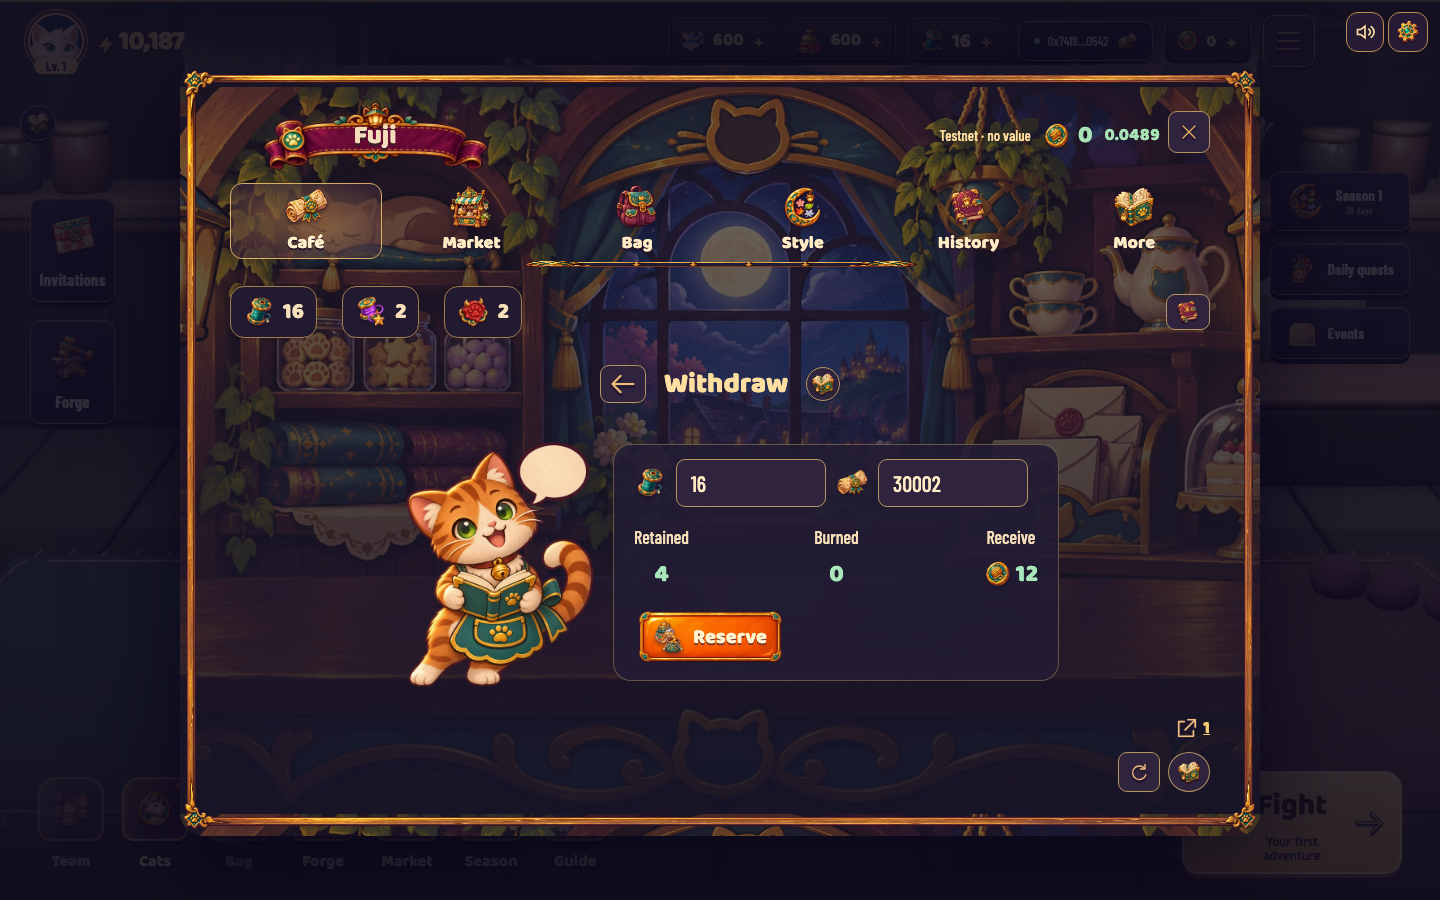 Lv. 1
10,187
600 +
600 +
16 +
0x7419...0542
0 +
Fuji
Testnet · no value
0 0.0489
Café
Market
Bag
Style
History
More
16
2
2
Invitations
Forge
Season 1
28 days
Daily quests
Events
Withdraw
16
30002
Retained
Burned
Receive
4
0
12
Reserve
1
Fight
Your first
adventure
Team
Cats
Bag
Forge
Market
Season
Guide